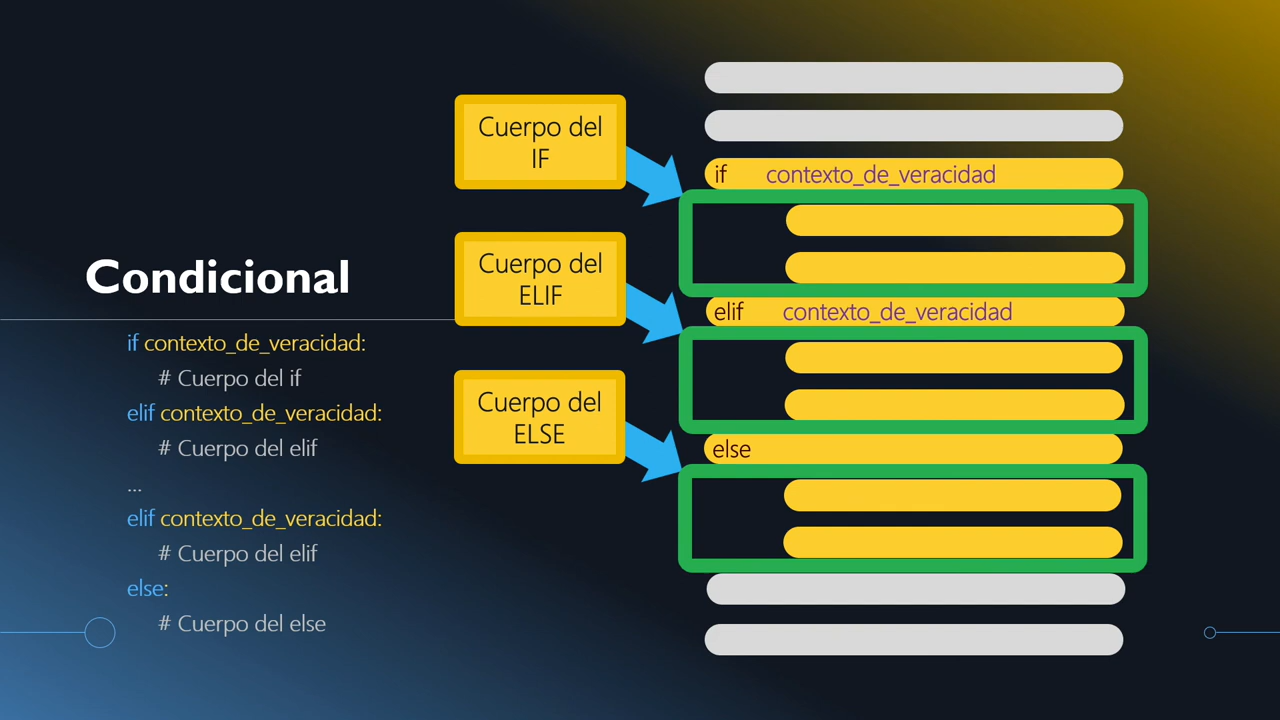 Condicional
if contexto_de_veracidad:
# Cuerpo del if
elif contexto_de_veracidad:
# Cuerpo del elif
...
elif contexto_de_veracidad:
# Cuerpo del elif
else:
# Cuerpo del else
Cuerpo del
IF
Cuerpo del
ELIF
Cuerpo del
ELSE
if contexto_de_veracidad
elif contexto_de_veracidad
else